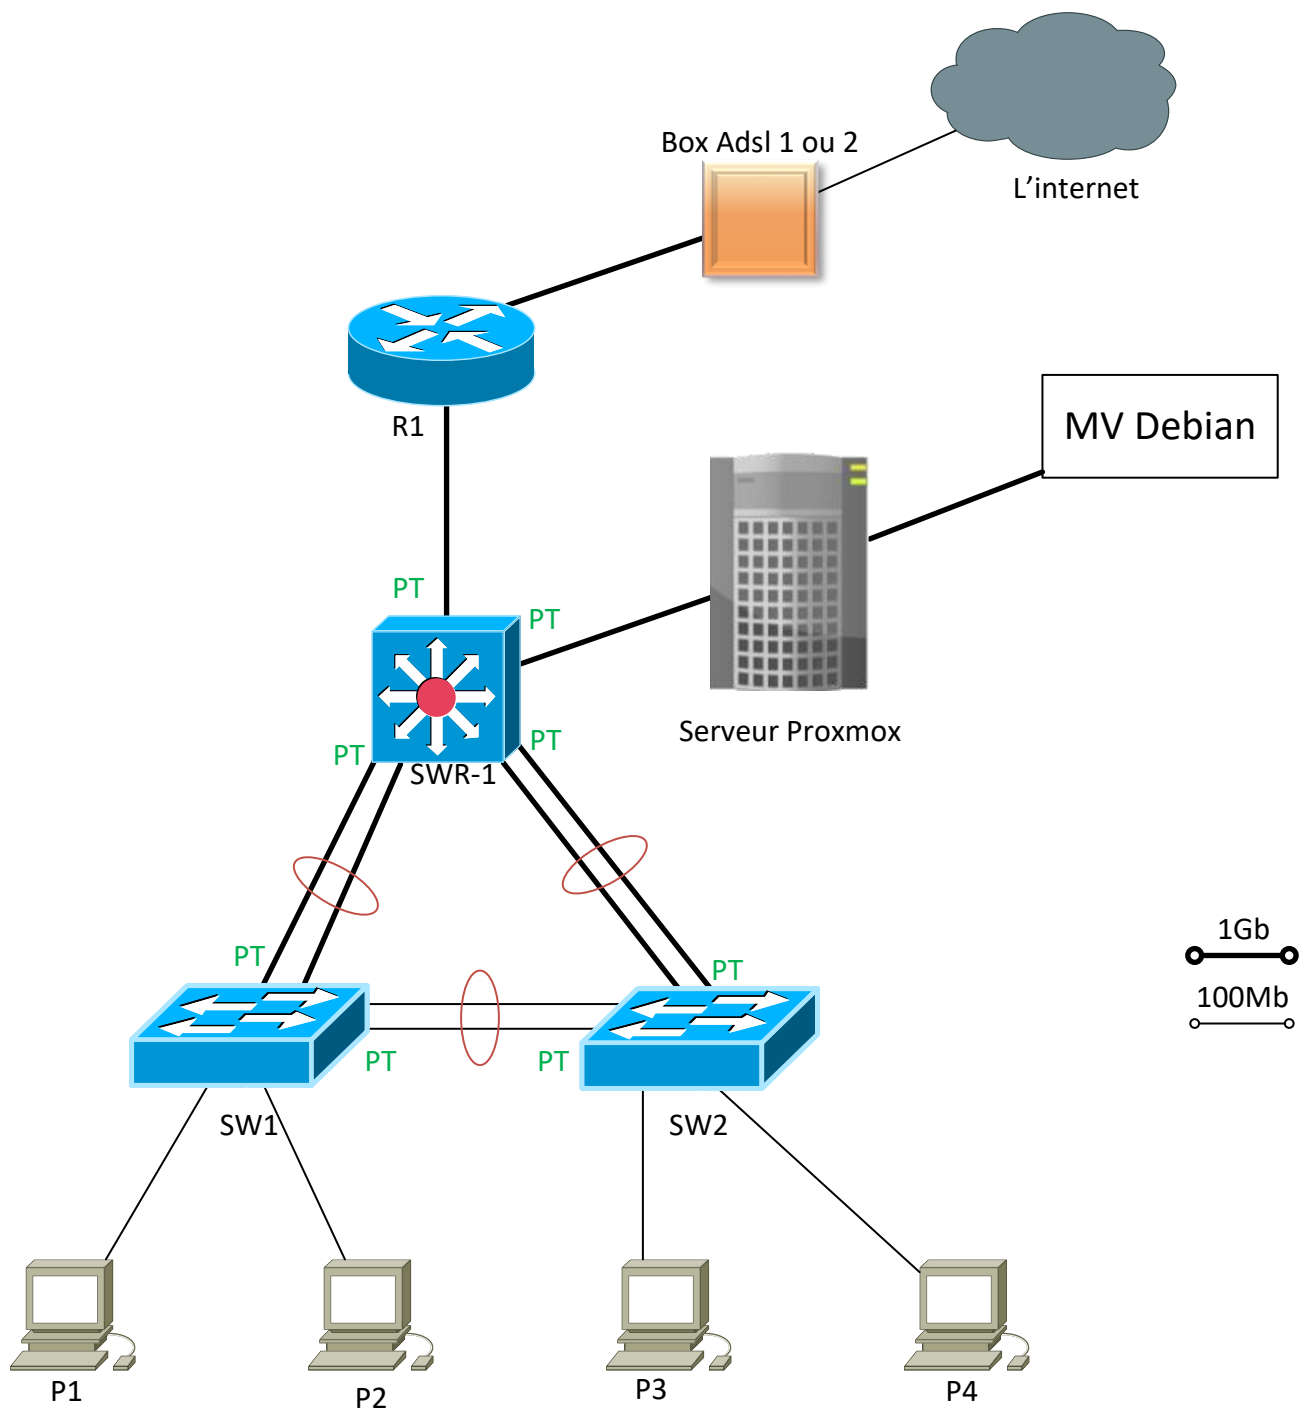 Box Adsl 1 ou 2
L’internet
R1
MV Debian
PT
PT
Serveur Proxmox
PT
PT
SWR-1
1Gb
PT
PT
100Mb
PT
PT
SW1
SW2
P1
P2
P3
P4